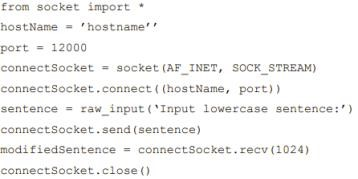 from socket import *
hostName = ’hostname’’
port = 12000
connectSocket = socket(AF_INET, SOCK_STREAM)
connectSocket.connect((hostName, port))
sentence = raw_input(‘Input lowercase sentence:’)
connectSocket.send(sentence)
modifiedSentence = connectSocket.recv(1024)
connectSocket.close()